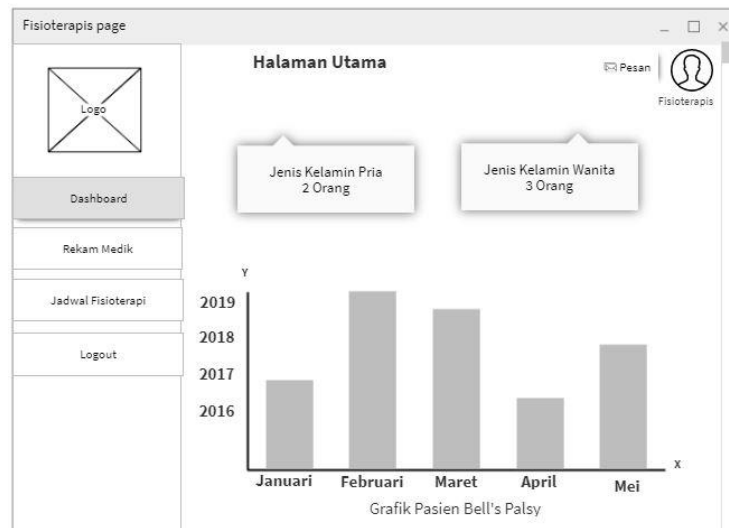 Fisioterapis page
Logo
Halaman Utama
Pesan
Fisioterapis
Dashboard
Rekam Medik
Jadwal Fisioterapi
Logout
Jenis Kelamin Pria
2 Orang
Jenis Kelamin Wanita
3 Orang
Y
2019
2018
2017
2016
X
Januari Februari Maret April Mei
Grafik Pasien Bell's Palsy